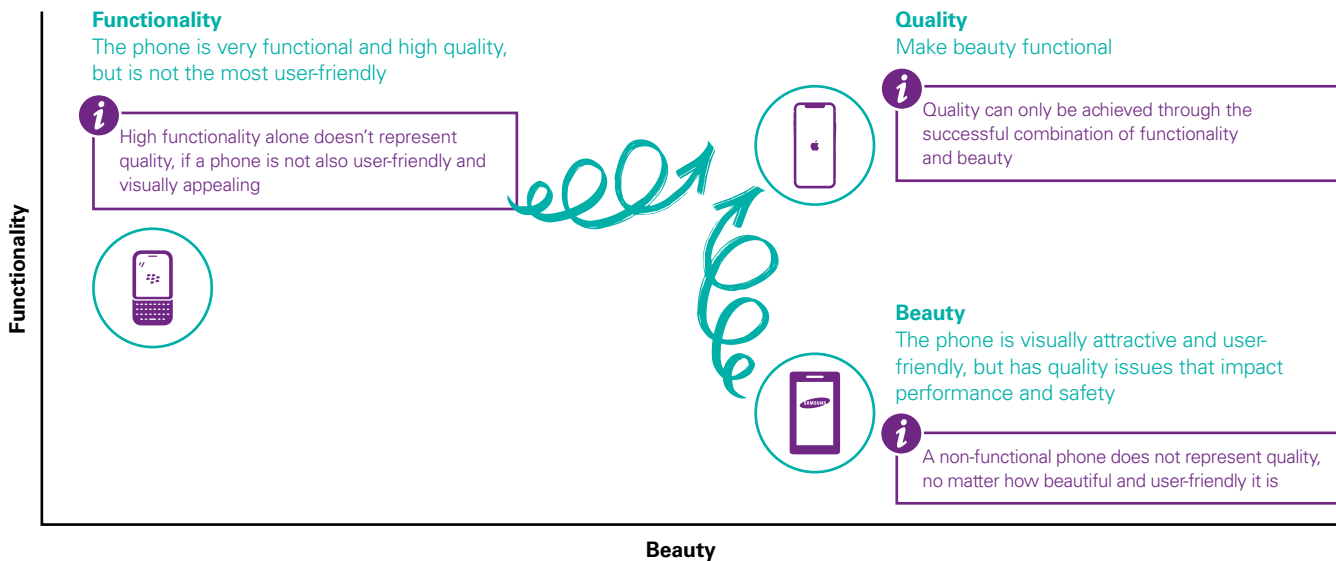 Functionality
The phone is very functional and high quality,
but is not the most user-friendly
i
High functionality alone doesn't represent
quality, if a phone is not also user-friendly and
visually appealing
Quality
Make beauty functional
i
Quality can only be achieved through the
successful combination of functionality
and beauty
Functionality
Beauty
The phone is visually attractive and user-
friendly, but has quality issues that impact
performance and safety
SAMSUNG
i
A non-functional phone does not represent quality,
no matter how beautiful and user-friendly it is
Beauty